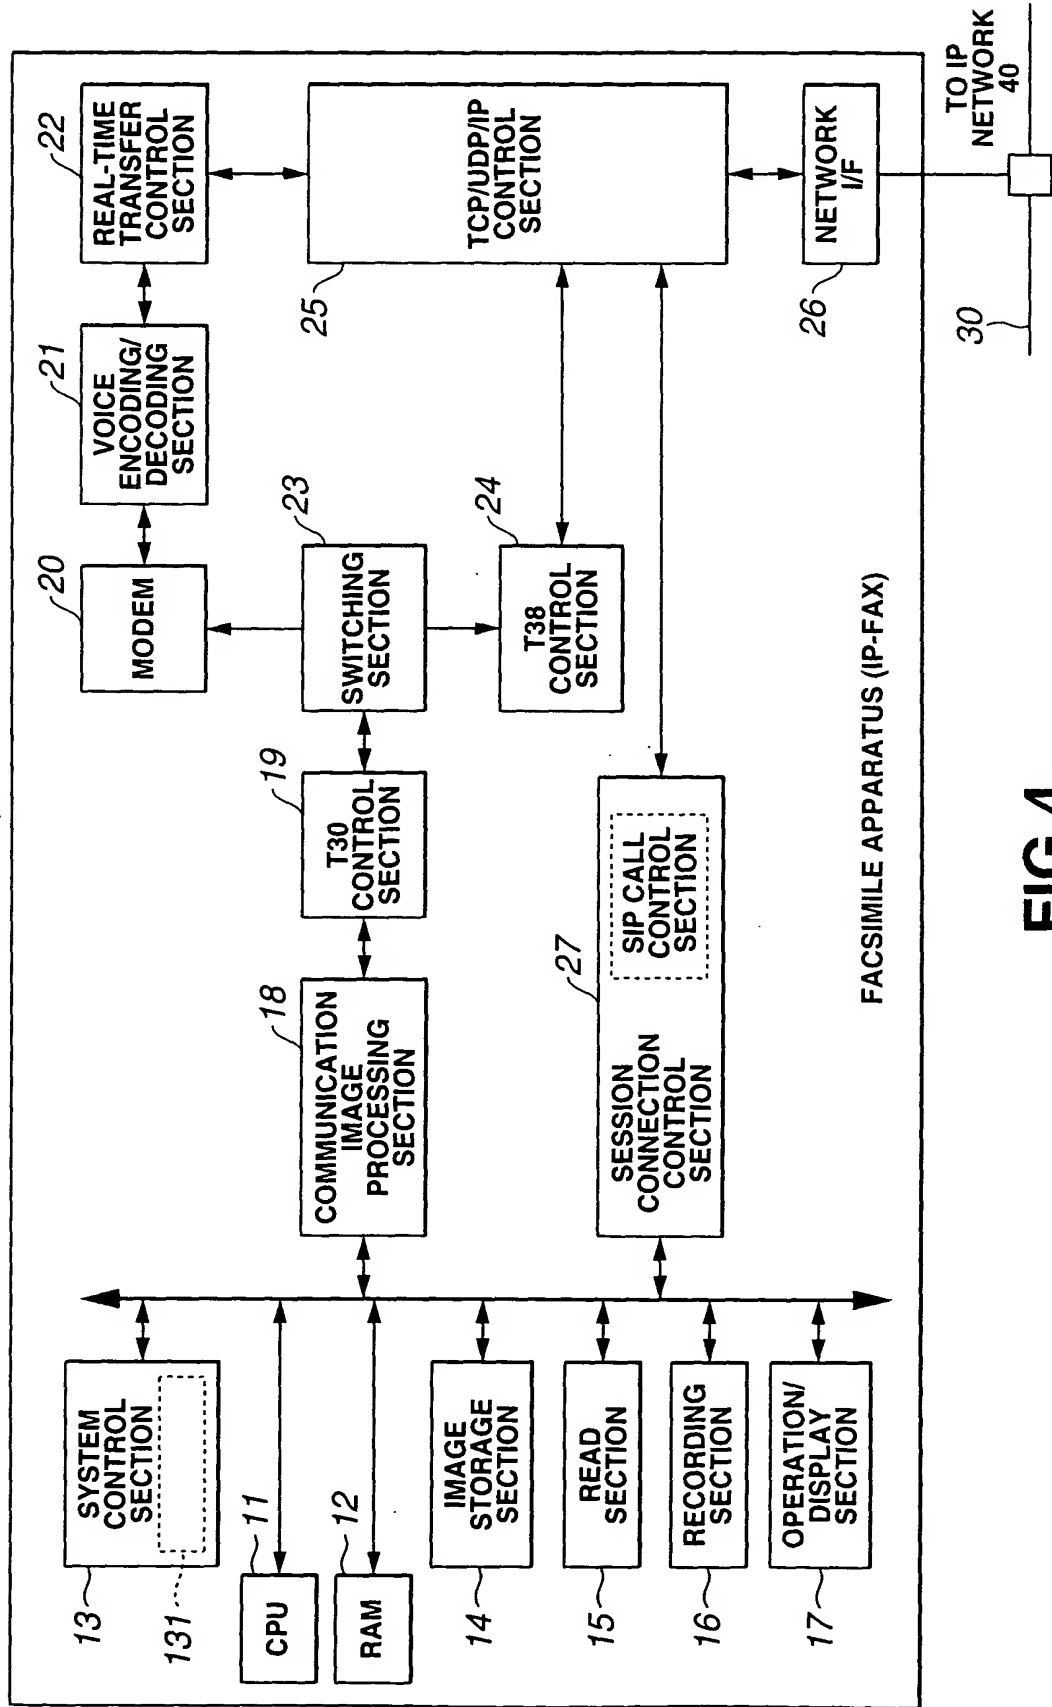 13
SYSTEM
CONTROL
SECTION
131
11
CPU
12
RAM
14
IMAGE
STORAGE
SECTION
15
READ
SECTION
16
RECORDING
SECTION
17
OPERATION/
DISPLAY
SECTION
18
COMMUNICATION
IMAGE
PROCESSING
SECTION
19
T30
CONTROL
SECTION
20
MODEM
21
VOICE
ENCODING/
DECODING
SECTION
22
REAL-TIME
TRANSFER
CONTROL
SECTION
23
SWITCHING
SECTION
24
T38
CONTROL
SECTION
25
TCP/UDP/IP
CONTROL
SECTION
26
NETWORK
I/F
27
SESSION
CONNECTION
CONTROL
SECTION
SIP CALL
CONTROL
SECTION
FACSIMILE APPARATUS (IP-FAX)
30
TO IP
NETWORK
40
FIG.4